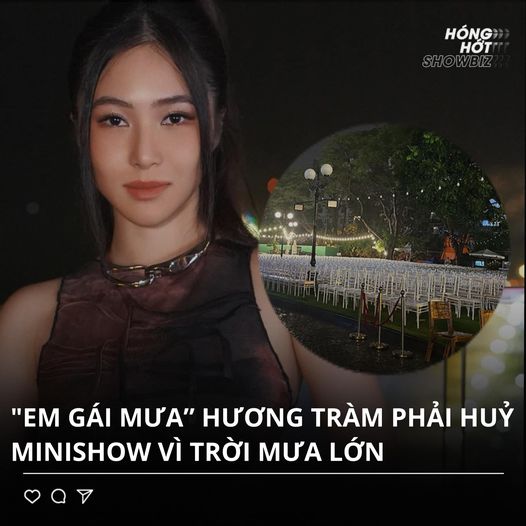 HÓNG
HỚT
SHOWBIZ
"EM GÁI MƯA” HƯƠNG TRÀM PHẢI HUỶ
MINISHOW VÌ TRỜI MƯA LỚN